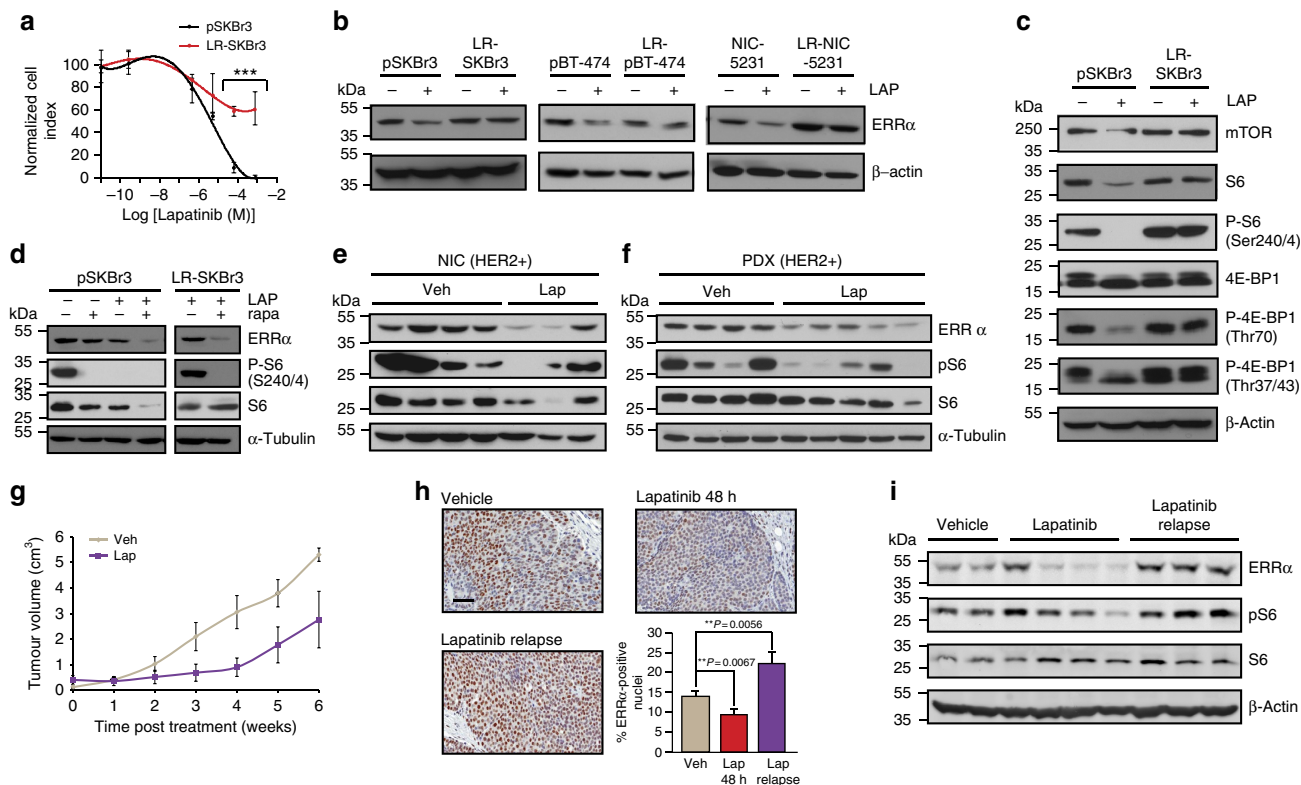 a
pSKBr3
LR-SKBr3
***
Normalized cell
index
120
100
80
60
40
20
0
−10 −8 −6 −4 −2
Log [Lapatinib (M)]
b
pSKBr3 LR-SKBr3 pBT-474 LR-pBT-474 NIC-5231 LR-NIC-5231
kDa − + − + − + − + − + − + LAP
55
35
ERRα
55
35
β–actin
c
pSKBr3 LR-SKBr3
kDa − + − + LAP
250 mTOR
35
25
S6
35
25
P-S6
(Ser240/4)
15 4E-BP1
20
15
P-4E-BP1
(Thr70)
20
15
P-4E-BP1
(Thr37/43)
55
35
β-Actin
d
pSKBr3 LR-SKBr3
− − + + + + LAP
kDa − + − + − + rapa
55 ERRα
35
25
P-S6
(S240/4)
35
25
S6
55 α-Tubulin
e
NIC (HER2+)
Veh Lap
kDa
55
35
25
35
25
55
f
PDX (HER2+)
Veh Lap
kDa
55 ERR α
35
25
pS6
35
25
S6
55 α-Tubulin
g
Veh
Lap
Tumour volume (cm3)
6
5
4
3
2
1
0
0 1 2 3 4 5 6
Time post treatment (weeks)
h
Vehicle
Lapatinib 48 h
Lapatinib relapse
% ERRα-positive
nuclei
30
25
20
15
10
5
0
**P=0.0056
**P=0.0067
Veh Lap 48 h Lap relapse
i
Vehicle Lapatinib Lapatinib relapse
kDa
55
35
ERRα
35
25
pS6
35
25
S6
55
35
β-Actin